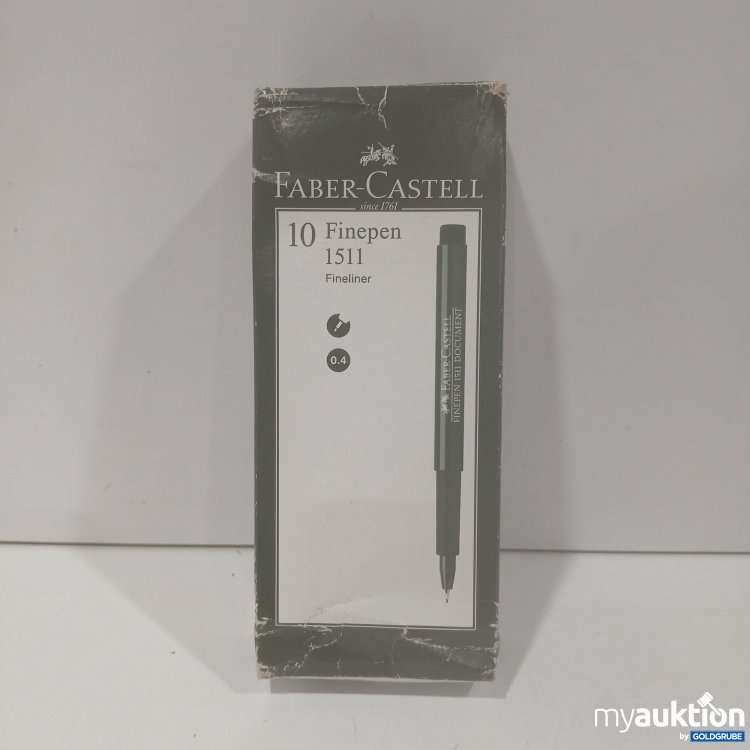 FABER-CASTELL
since 1761
10 Finepen
1511
Fineliner
0.4
FABER-CASTELL
FINEPEN 1511 DOCUMENT
myauktion
by GOLDGRUBE